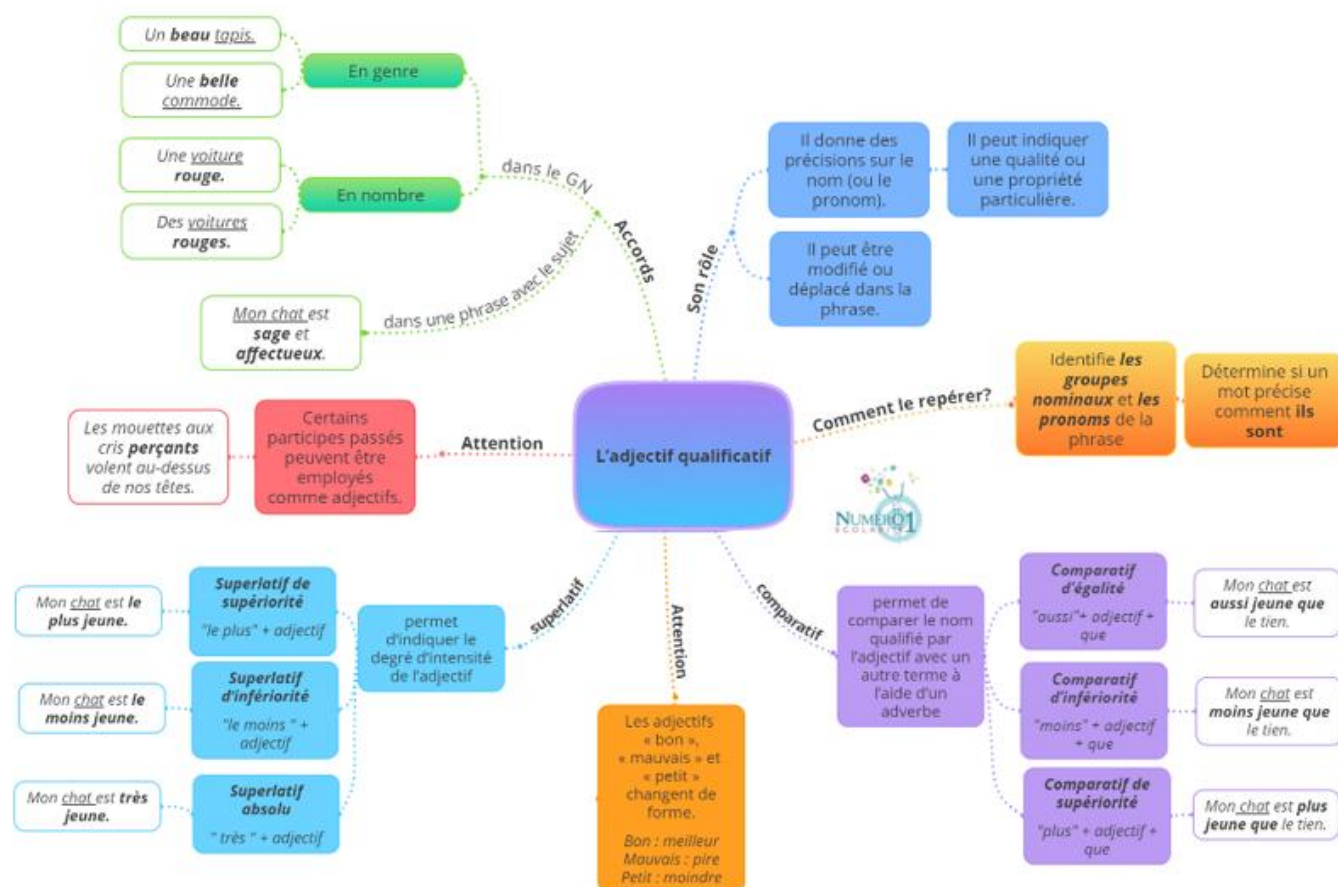 Un beau tapis.
Une belle
commode.
En genre
Une voiture
rouge.
Des voitures
rouges.
En nombre
dans le GN
Accords
dans une phrase avec le sujet
Mon chat est
sage et
affectueux.
Son rôle
Il donne des
précisions sur le
nom (ou le
pronom).
Il peut indiquer
une qualité ou
une propriété
particulière.
Il peut être
modifié ou
déplacé dans la
phrase.
L'adjectif qualificatif
Comment le repérer?
Identifie les
groupes
nominaux et les
pronoms de la
phrase
Détermine si un
mot précise
comment ils
sont
Attention
Certains
participes passés
peuvent être
employés
comme adjectifs.
Les mouettes aux
cris perçants
volent au-dessus
de nos têtes.
NUMÉRO1
SCOLARITÉ
superlatif
permet
d'indiquer le
degré d'intensité
de l'adjectif
Superlatif de
supériorité
"le plus" + adjectif
Mon chat est le
plus jeune.
Superlatif
d'infériorité
"le moins " +
adjectif
Mon chat est le
moins jeune.
Superlatif
absolu
" très " + adjectif
Mon chat est très
jeune.
Attention
Les adjectifs
« bon »,
« mauvais » et
« petit »
changent de
forme.
Bon : meilleur
Mauvais : pire
Petit : moindre
comparatif
permet de
comparer le nom
qualifié par
l'adjectif avec un
autre terme à
l'aide d'un
adverbe
Comparatif
d'égalité
"aussi"+ adjectif +
que
Mon chat est
aussi jeune que
le tien.
Comparatif
d'infériorité
"moins" + adjectif
+ que
Mon chat est
moins jeune que
le tien.
Comparatif de
supériorité
"plus" + adjectif +
que
Mon chat est plus
jeune que le tien.